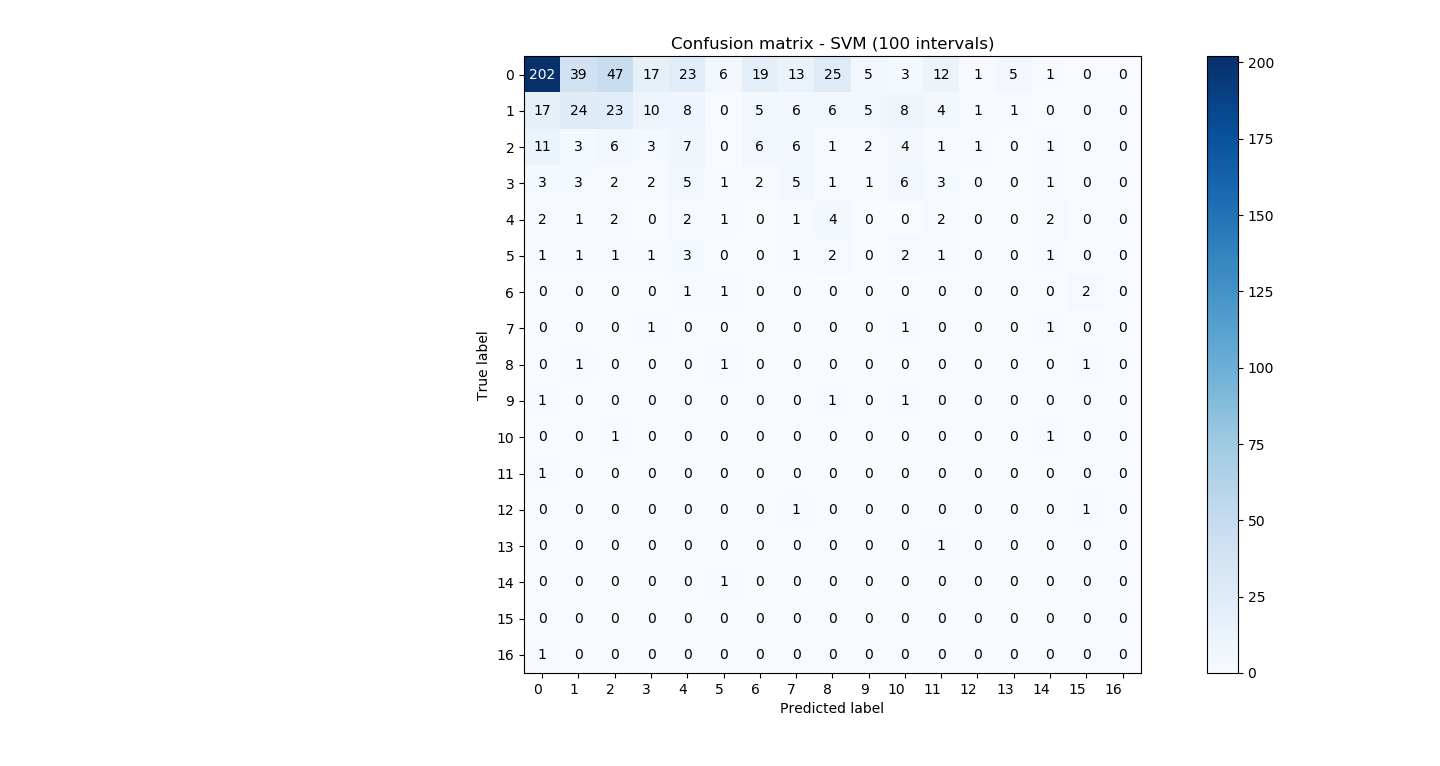 Confusion matrix - SVM (100 intervals)
0 202 39 47 17 23 6 19 13 25 5 3 12 1 5 1 0 0
1 17 24 23 10 8 0 5 6 6 5 8 4 1 1 0 0 0
2 11 3 6 3 7 0 6 6 1 2 4 1 1 0 1 0 0
3 3 3 2 2 5 1 2 5 1 1 6 3 0 0 1 0 0
4 2 1 2 0 2 1 0 1 4 0 0 2 0 0 2 0 0
5 1 1 1 1 3 0 0 1 2 0 2 1 0 0 1 0 0
6 0 0 0 0 1 1 0 0 0 0 0 0 0 0 0 2 0
7 0 0 0 1 0 0 0 0 0 0 1 0 0 0 1 0 0
8 0 1 0 0 0 1 0 0 0 0 0 0 0 0 0 1 0
9 1 0 0 0 0 0 0 0 1 0 1 0 0 0 0 0 0
10 0 0 1 0 0 0 0 0 0 0 0 0 0 0 1 0 0
11 1 0 0 0 0 0 0 0 0 0 0 0 0 0 0 0 0
12 0 0 0 0 0 0 0 1 0 0 0 0 0 0 0 1 0
13 0 0 0 0 0 0 0 0 0 0 0 1 0 0 0 0 0
14 0 0 0 0 0 1 0 0 0 0 0 0 0 0 0 0 0
15 0 0 0 0 0 0 0 0 0 0 0 0 0 0 0 0 0
16 1 0 0 0 0 0 0 0 0 0 0 0 0 0 0 0 0
0 1 2 3 4 5 6 7 8 9 10 11 12 13 14 15 16
Predicted label
True label
200
175
150
125
100
75
50
25
0